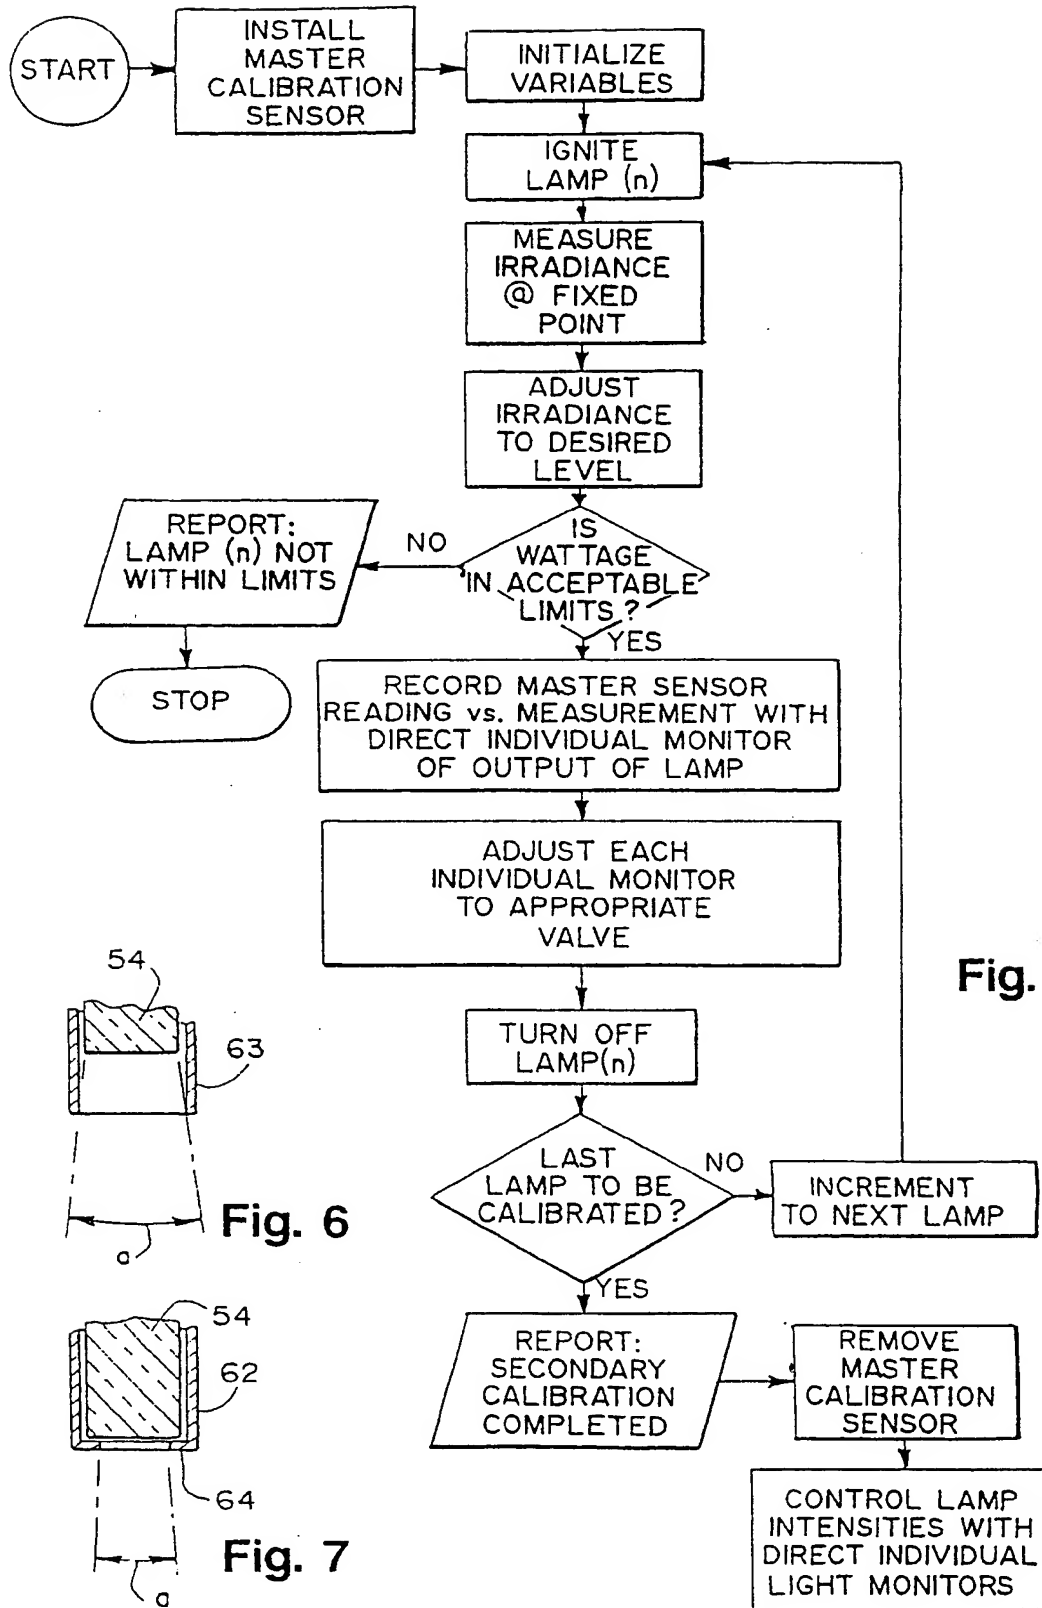 START
INSTALL
MASTER
CALIBRATION
SENSOR
INITIALIZE
VARIABLES
IGNITE
LAMP (n)
MEASURE
IRRADIANCE
@ FIXED
POINT
ADJUST
IRRADIANCE
TO DESIRED
LEVEL
IS
WATTAGE
IN ACCEPTABLE
LIMITS?
NO
REPORT:
LAMP (n) NOT
WITHIN LIMITS
STOP
YES
RECORD MASTER SENSOR
READING vs. MEASUREMENT WITH
DIRECT INDIVIDUAL MONITOR
OF OUTPUT OF LAMP
ADJUST EACH
INDIVIDUAL MONITOR
TO APPROPRIATE
VALVE
TURN OFF
LAMP(n)
LAST
LAMP TO BE
CALIBRATED?
NO
INCREMENT
TO NEXT LAMP
YES
REPORT:
SECONDARY
CALIBRATION
COMPLETED
REMOVE
MASTER
CALIBRATION
SENSOR
CONTROL LAMP
INTENSITIES WITH
DIRECT INDIVIDUAL
LIGHT MONITORS
Fig.
54
63
a
Fig. 6
54
62
64
a
Fig. 7